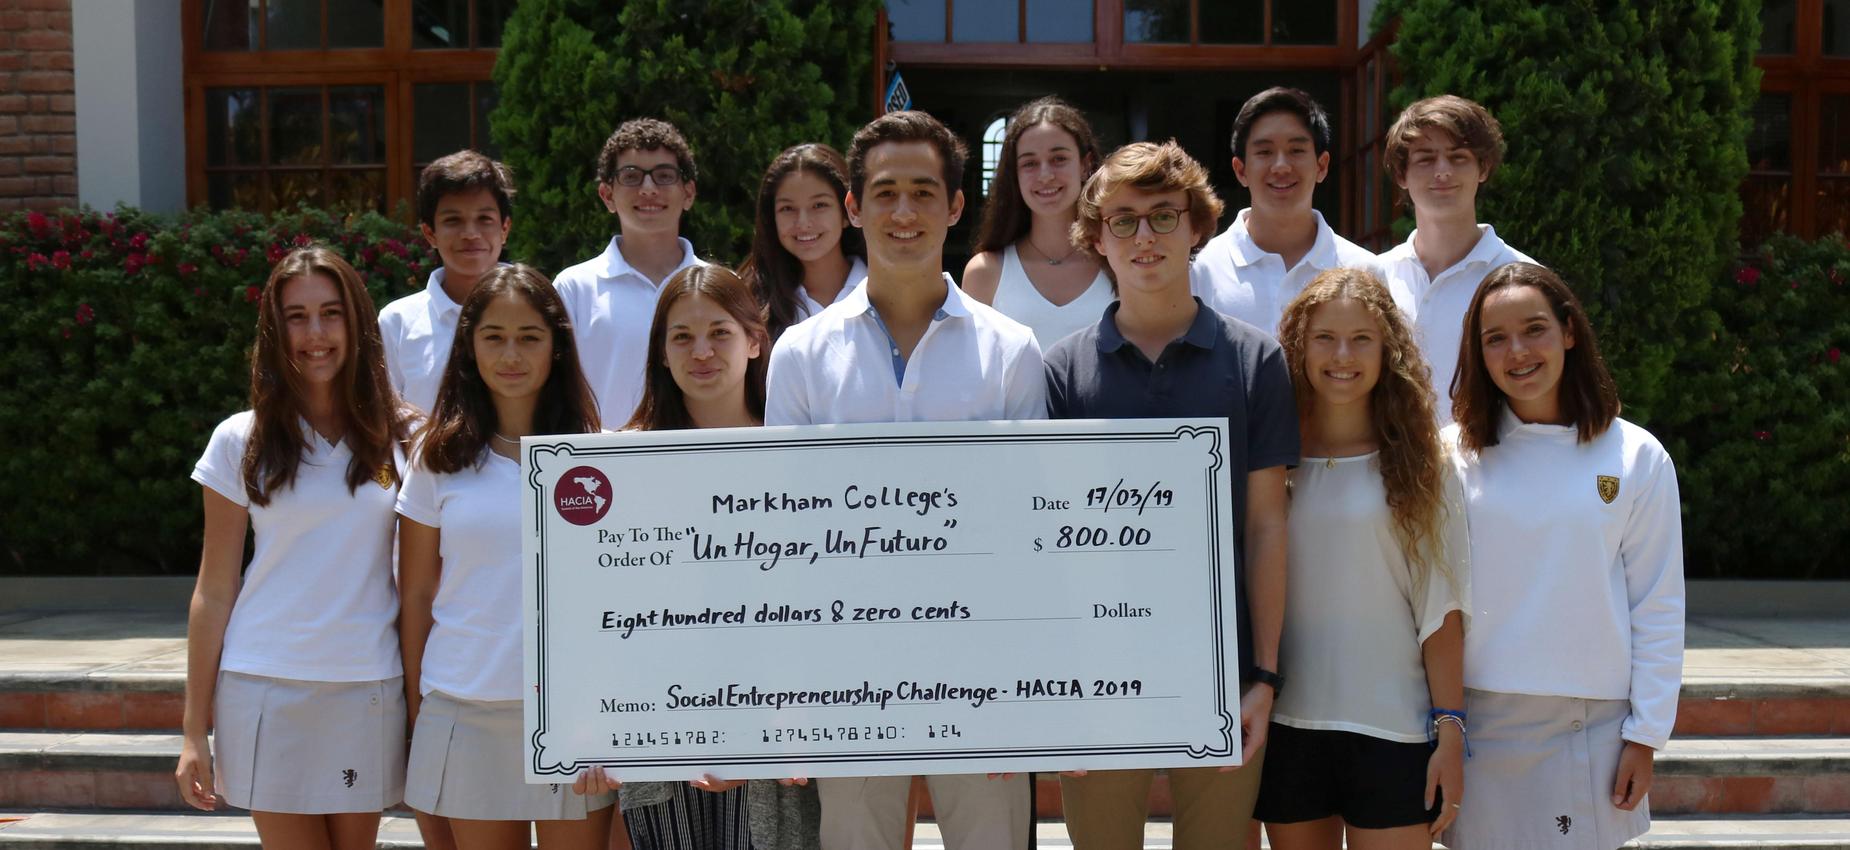 OSED
HACIA
Markham College's
Date 17/03/19
Pay To The
Order Of "Un Hogar, Un Futuro"
$ 800.00
Eight hundred dollars & zero cents
Dollars
Memo: Social Entrepreneurship Challenge - HACIA 2019
121451782: 12745478210: 124